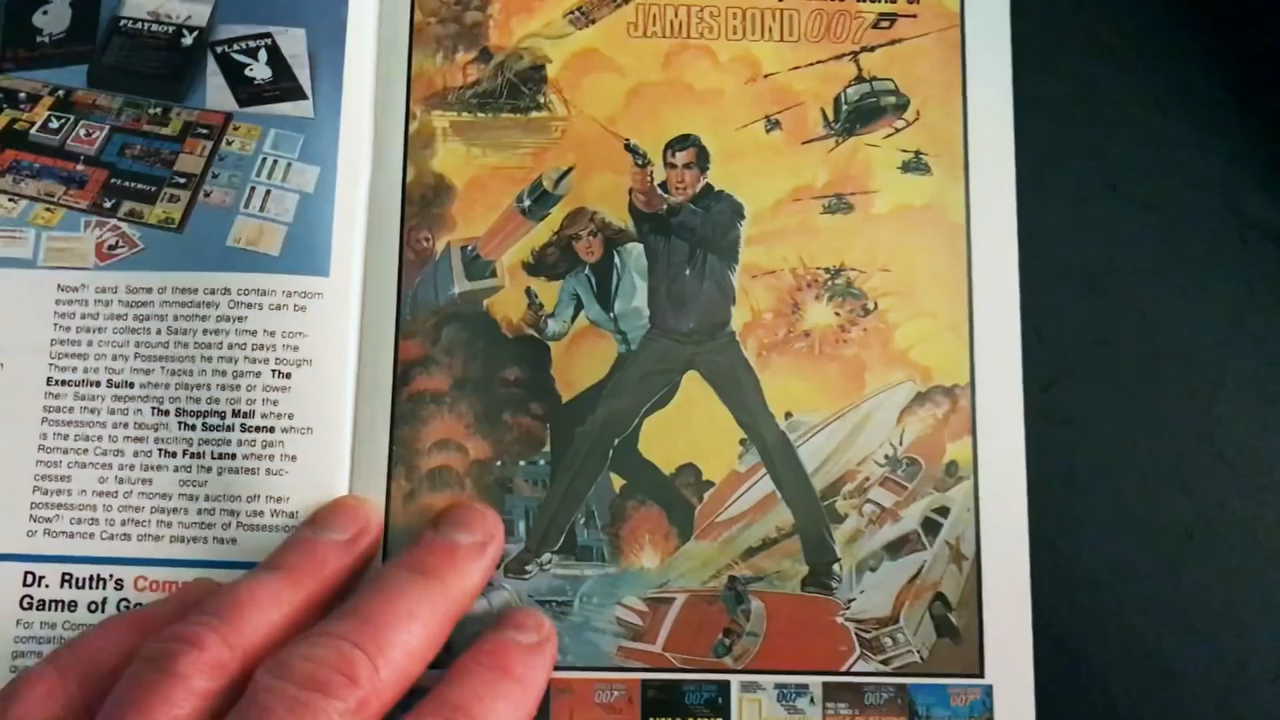 PLAYBOY
PLAYBOY
PLAYBOY
Now?! card. Some of these cards contain random
events that happen immediately. Others can be
held and used against another player
The player collects a Salary every time he com-
pletes a circuit around the board and pays the
Upkeep on any Possessions he may have bought
There are four Inner Tracks in the game. The
Executive Suite where players raise or lower
their Salary depending on the die roll or the
space they land in, The Shopping Mall where
Possessions are bought, The Social Scene which
is the place to meet exciting people and gain
Romance Cards and The Fast Lane where the
most chances are taken and the greatest suc-
cesses or failures occur
Players in need of money may auction off their
possessions to other players, and may use What
Now?! cards to affect the number of Possession
or Romance Cards other players have.
Dr. Ruth's Com
Game of Go
For the Comm
compatib
game
World of
JAMES BOND 007
007
007
007
007
007